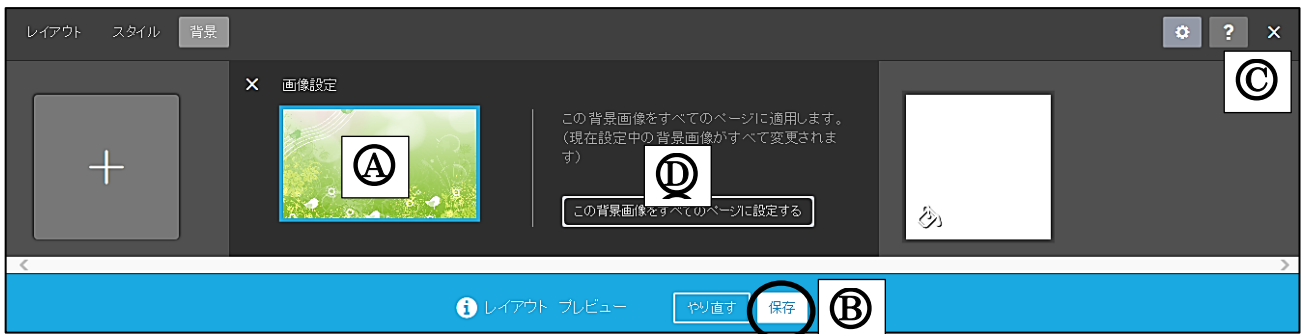 レイアウト スタイル 背景 ? ×
Ⓒ
× 画像設定
Ⓐ
この背景画像をすべてのページに適用します。
(現在設定中の背景画像がすべて変更されま
す)
Ⓓ
この背景画像をすべてのページに設定する
レイアウト プレビュー やり直す 保存 Ⓑ